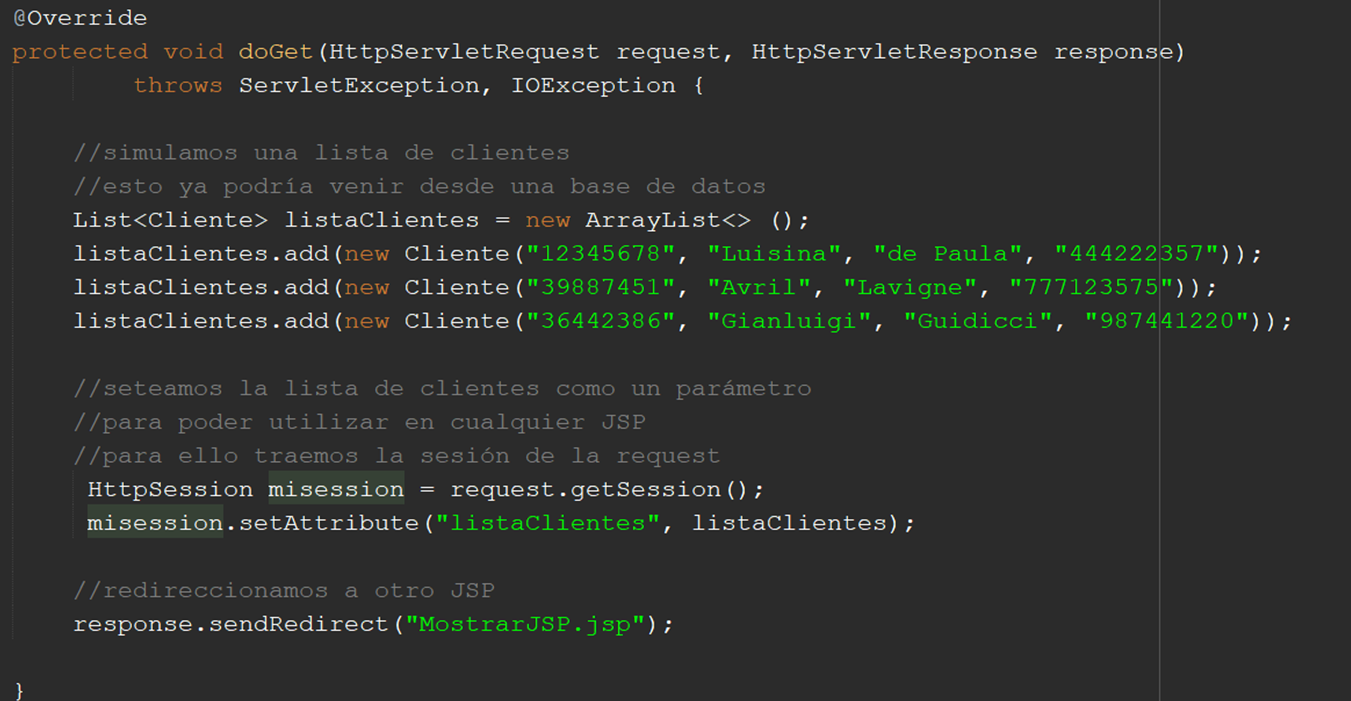 @Override
protected void doGet(HttpServletRequest request, HttpServletResponse response)
throws ServletException, IOException {
//simulamos una lista de clientes
//esto ya podría venir desde una base de datos
List<Cliente> listaClientes = new ArrayList<> ();
listaClientes.add(new Cliente("12345678", "Luisina", "de Paula", "444222357"));
listaClientes.add(new Cliente("39887451", "Avril", "Lavigne", "777123575"));
listaClientes.add(new Cliente("36442386", "Gianluigi", "Guidicci", "987441220"));
//seteamos la lista de clientes como un parámetro
//para poder utilizar en cualquier JSP
//para ello traemos la sesión de la request
HttpSession misession = request.getSession();
misession.setAttribute("listaClientes", listaClientes);
//redireccionamos a otro JSP
response.sendRedirect("MostrarJSP.jsp");
}